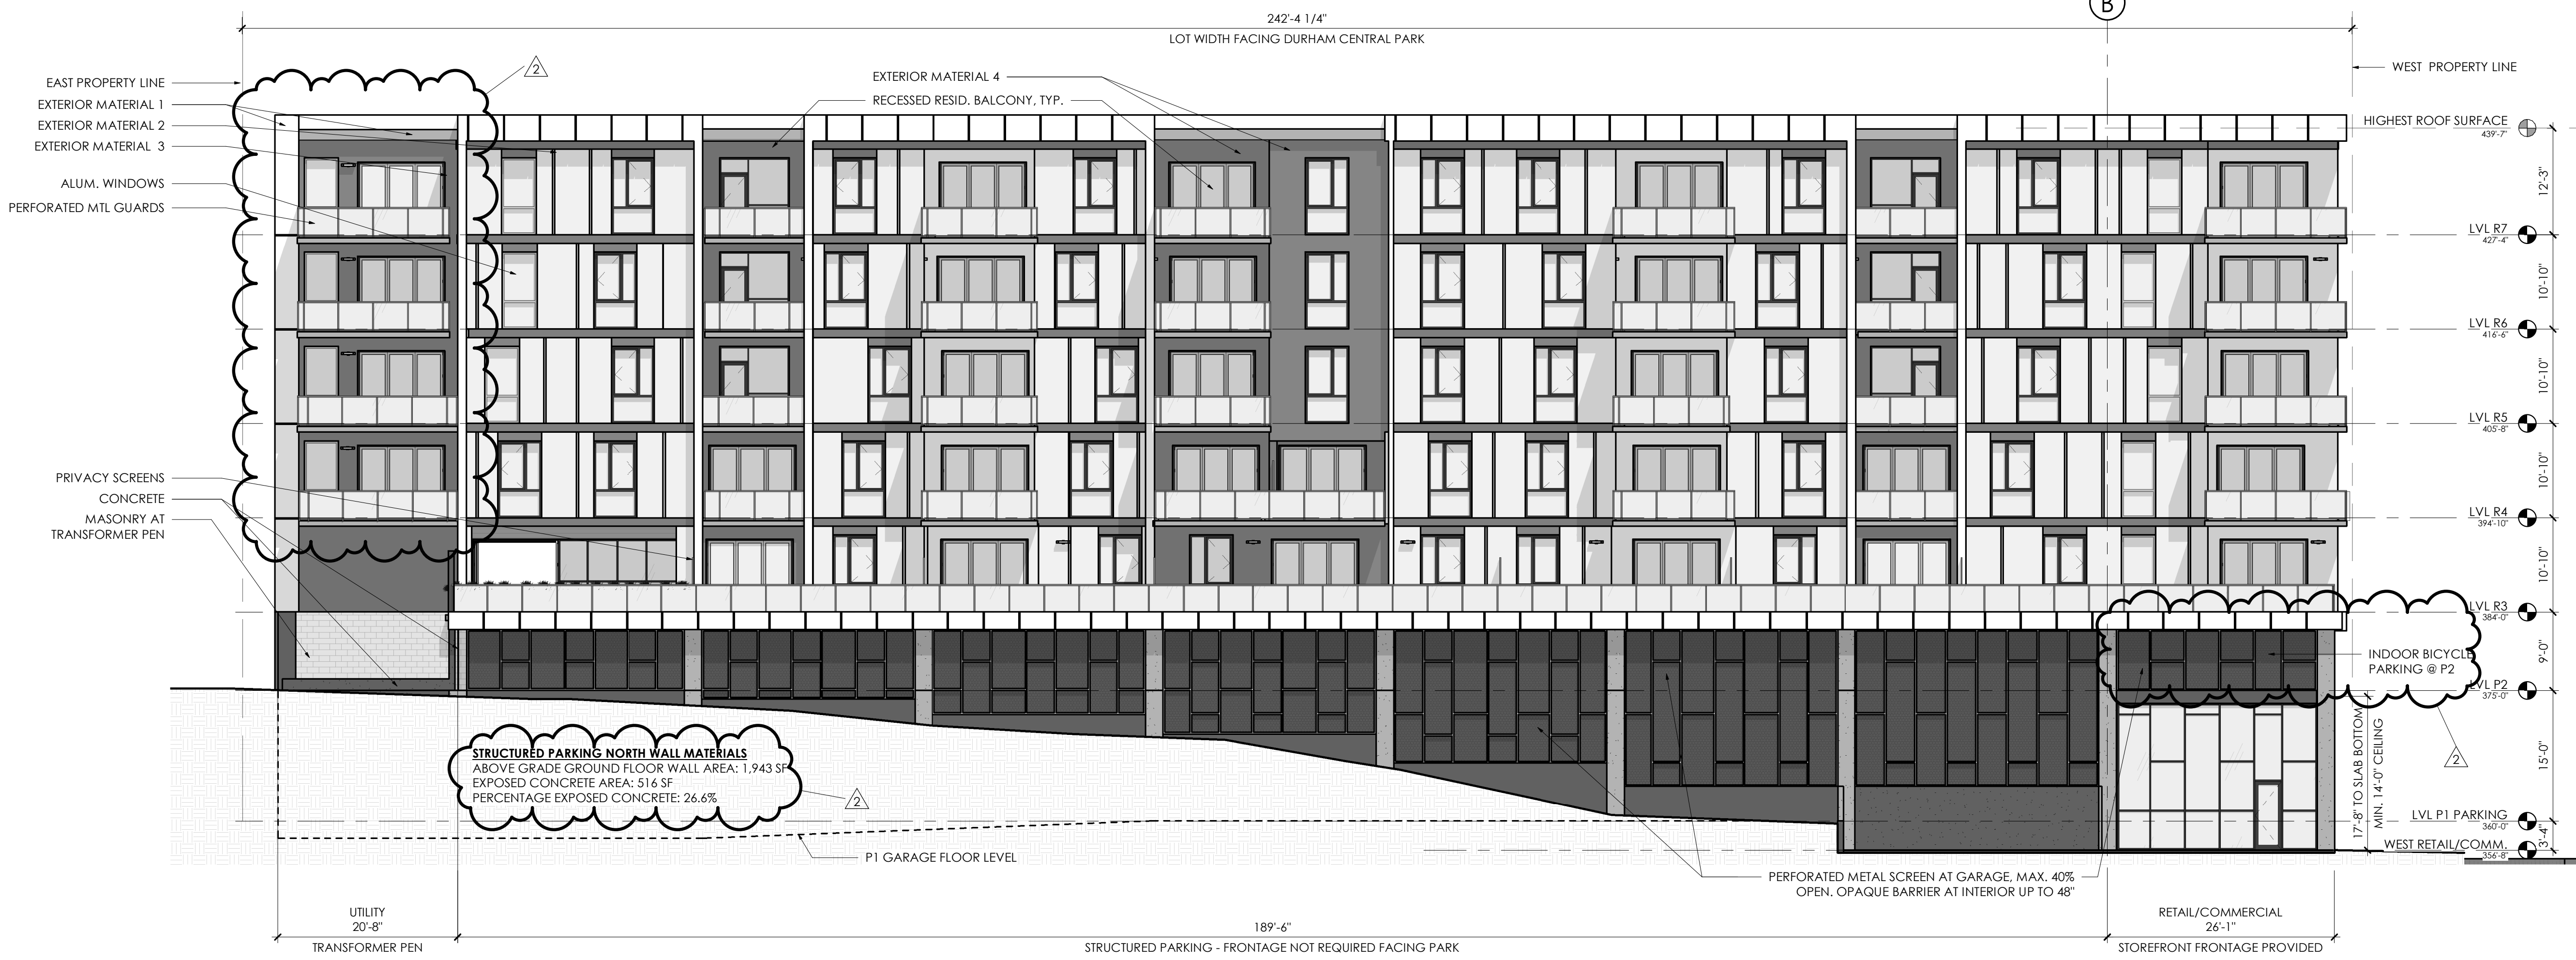 B
242'-4 1/4"
LOT WIDTH FACING DURHAM CENTRAL PARK
EAST PROPERTY LINE
EXTERIOR MATERIAL 1
EXTERIOR MATERIAL 2
EXTERIOR MATERIAL 3
ALUM. WINDOWS
PERFORATED MTL GUARDS
2
EXTERIOR MATERIAL 4
RECESSED RESID. BALCONY, TYP.
WEST PROPERTY LINE
HIGHEST ROOF SURFACE
439'-7"
12'-3"
LVL R7
427'-4"
10'-10"
LVL R6
416'-6"
10'-10"
LVL R5
405'-8"
10'-10"
LVL R4
394'-10"
10'-10"
LVL R3
384'-0"
9'-0"
LVL P2
375'-0"
15'-0"
LVL P1 PARKING
360'-0"
3'-4"
WEST RETAIL/COMM.
356'-8"
PRIVACY SCREENS
CONCRETE
MASONRY AT
TRANSFORMER PEN
INDOOR BICYCLE
PARKING @ P2
2
17'-8" TO SLAB BOTTOM
MIN. 14'-0" CEILING
STRUCTURED PARKING NORTH WALL MATERIALS
ABOVE GRADE GROUND FLOOR WALL AREA: 1,943 SF
EXPOSED CONCRETE AREA: 516 SF
PERCENTAGE EXPOSED CONCRETE: 26.6%
2
P1 GARAGE FLOOR LEVEL
PERFORATED METAL SCREEN AT GARAGE, MAX. 40%
OPEN. OPAQUE BARRIER AT INTERIOR UP TO 48"
UTILITY
20'-8"
TRANSFORMER PEN
189'-6"
STRUCTURED PARKING - FRONTAGE NOT REQUIRED FACING PARK
RETAIL/COMMERCIAL
26'-1"
STOREFRONT FRONTAGE PROVIDED